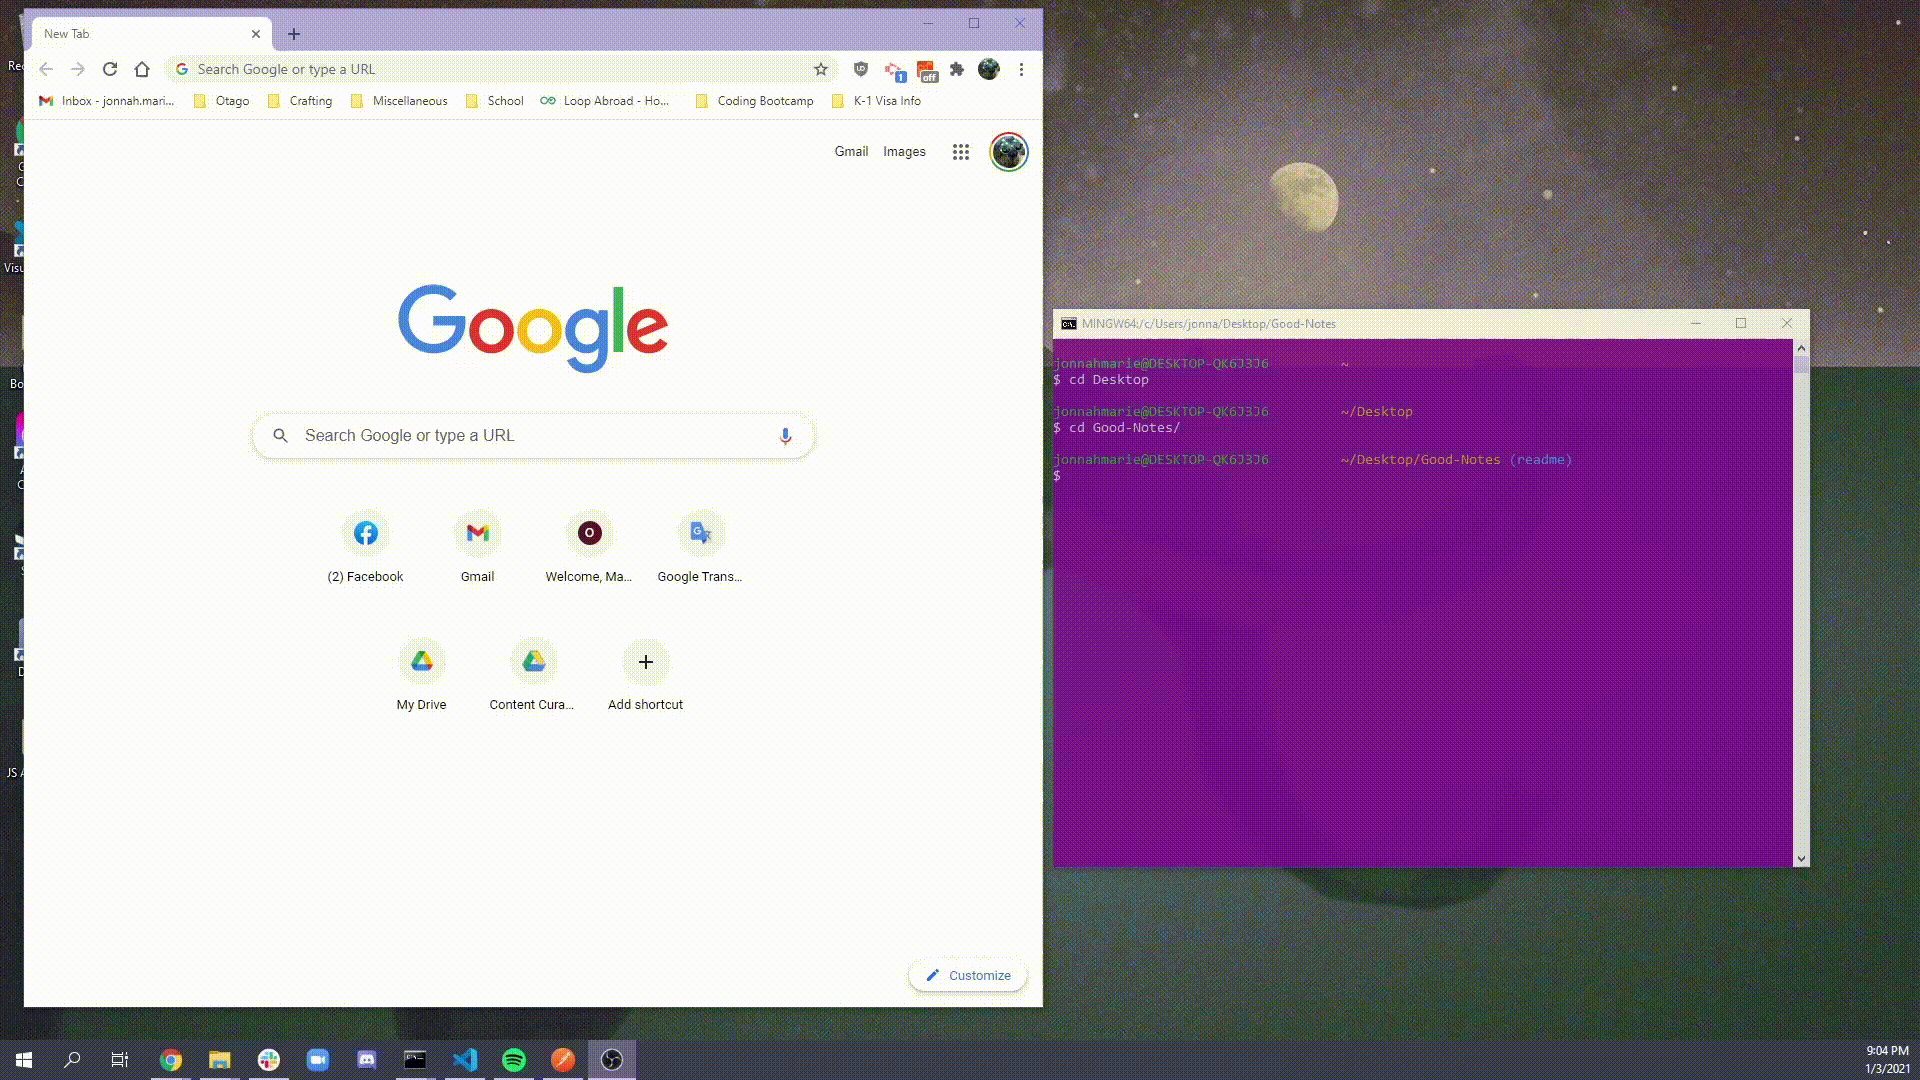 New Tab
Search Google or type a URL
1
off
Inbox - jonnah.mari...
Otago
Crafting
Miscellaneous
School
Loop Abroad - Ho...
Coding Bootcamp
K-1 Visa Info
Gmail
Images
Google
Search Google or type a URL
(2) Facebook
Gmail
O
Welcome, Ma...
Google Trans...
My Drive
Content Cura...
Add shortcut
Customize
MINGW64:/c/Users/jonna/Desktop/Good-Notes
jonnahmarie@DESKTOP-QK6J3J6 ~
$ cd Desktop
jonnahmarie@DESKTOP-QK6J3J6 ~/Desktop
$ cd Good-Notes/
jonnahmarie@DESKTOP-QK6J3J6 ~/Desktop/Good-Notes (readme)
$
9:04 PM
1/3/2021